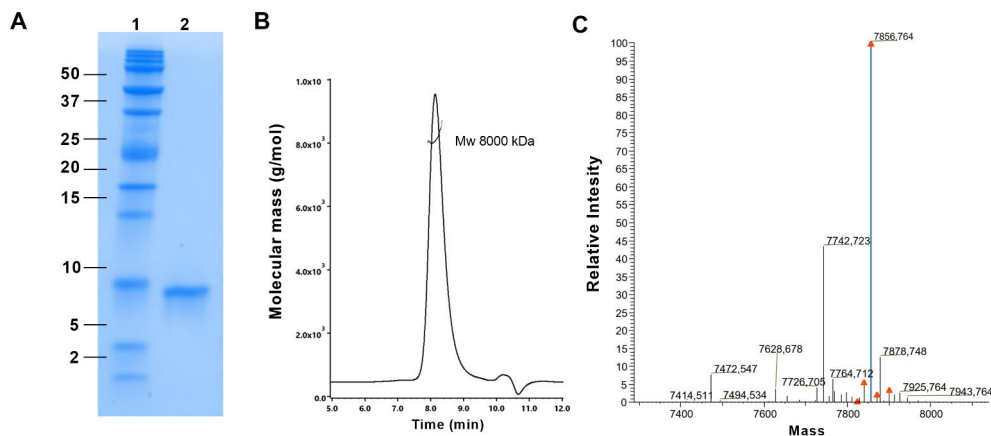 A
1 2
50
37
25
20
15
10
5
2
B
Molecular mass (g/mol)
1.0x10³
8.0x10³
6.0x10³
4.0x10³
2.0x10³
0.0
Mw 8000 kDa
5.0 6.0 7.0 8.0 9.0 10.0 11.0 12.0
Time (min)
C
Relative Intesity
100
95
90
85
80
75
70
65
60
55
50
45
40
35
30
25
20
15
10
5
0
7856,764
7742,723
7628,678
7878,748
7472,547
7726,705
7764,712
7925,764
7414,511
7494,534
7943,764
7400 7600 7800 8000
Mass